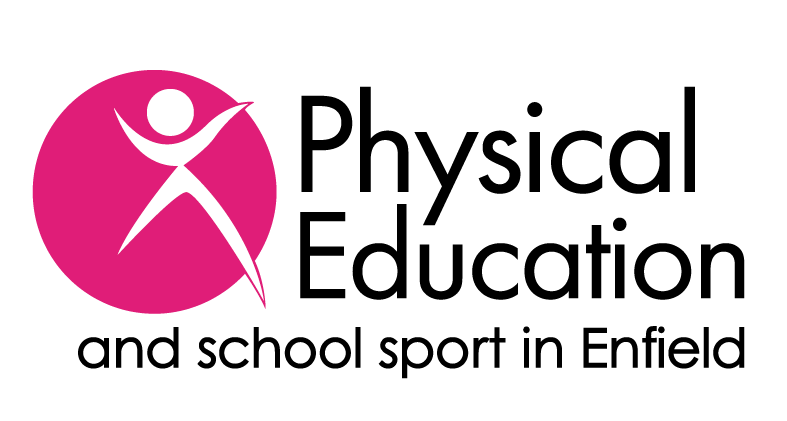 Physical
Education
and school sport in Enfield